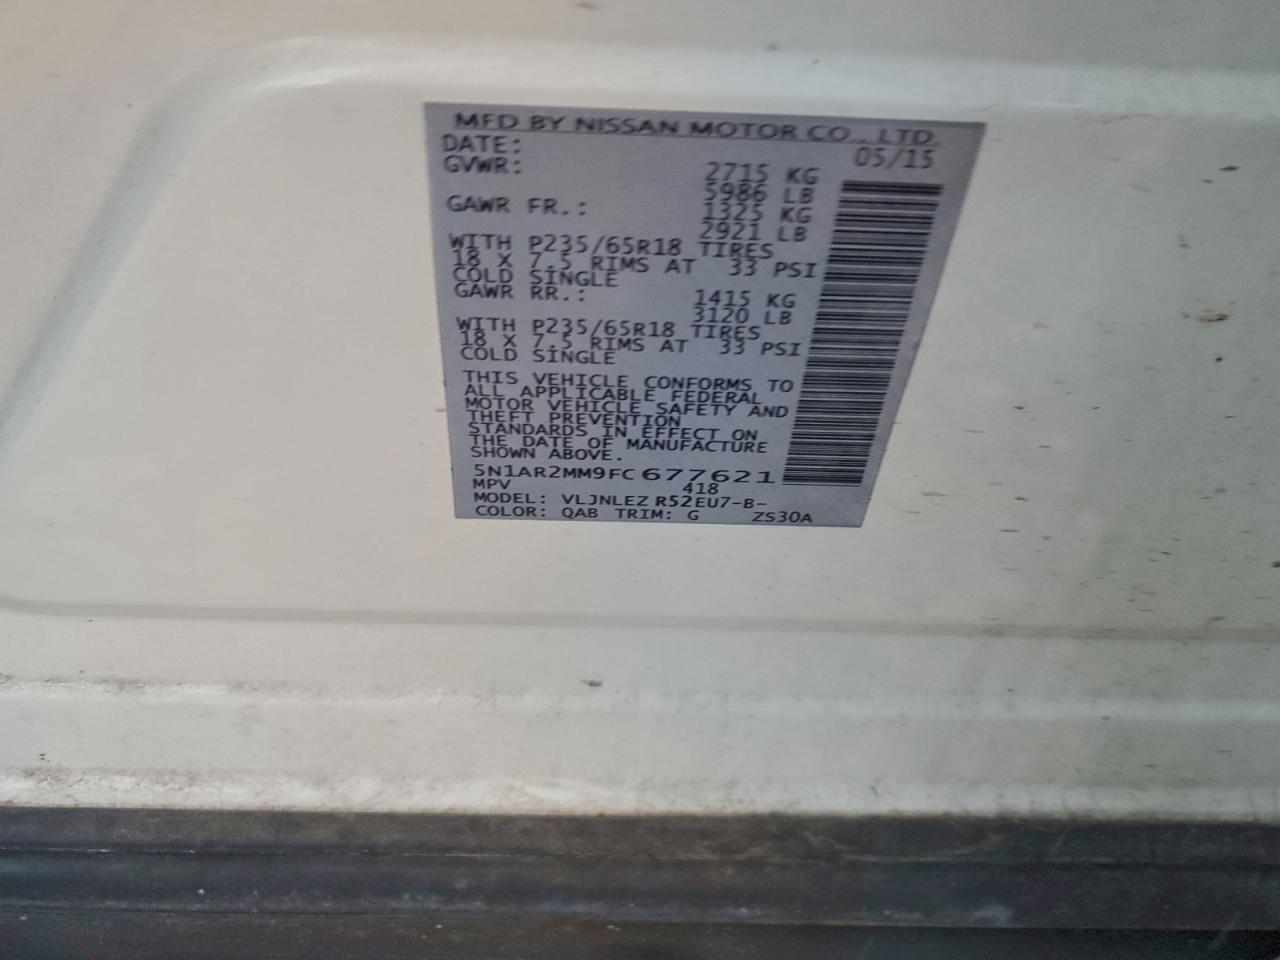 MFD BY NISSAN MOTOR CO., LTD.
DATE: 05/15
GVWR: 2715 KG
5986 LB
GAWR FR.: 1325 KG
2921 LB
WITH P235/65R18 TIRES
18 X 7.5 RIMS AT 33 PSI
COLD SINGLE
GAWR RR.: 1415 KG
3120 LB
WITH P235/65R18 TIRES
18 X 7.5 RIMS AT 33 PSI
COLD SINGLE
THIS VEHICLE CONFORMS TO
ALL APPLICABLE FEDERAL
MOTOR VEHICLE SAFETY AND
THEFT PREVENTION
STANDARDS IN EFFECT ON
THE DATE OF MANUFACTURE
SHOWN ABOVE.
5N1AR2MM9FC677621
MPV 418
MODEL: VLJNLEZ R52EU7-B-
COLOR: QAB TRIM: G ZS30A